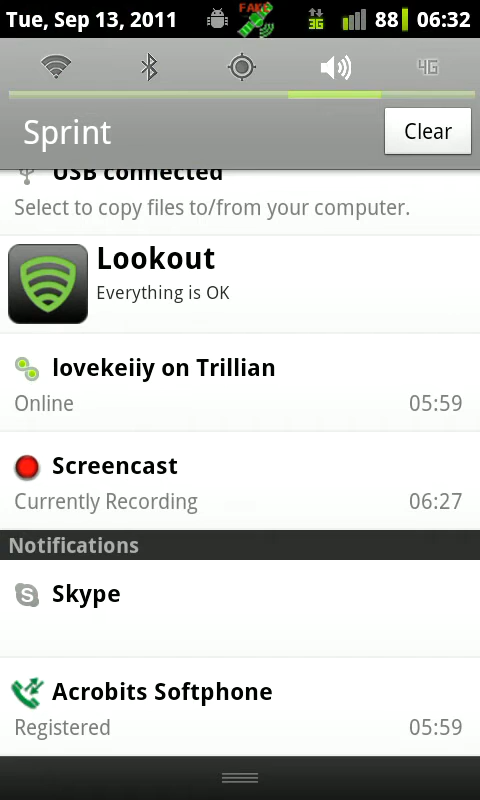 Tue, Sep 13, 2011 FAKE 3G 88 06:32
4G
Sprint Clear
USB connected
Select to copy files to/from your computer.
Lookout
Everything is OK
lovekeiiy on Trillian
Online 05:59
Screencast
Currently Recording 06:27
Notifications
Skype
Acrobits Softphone
Registered 05:59